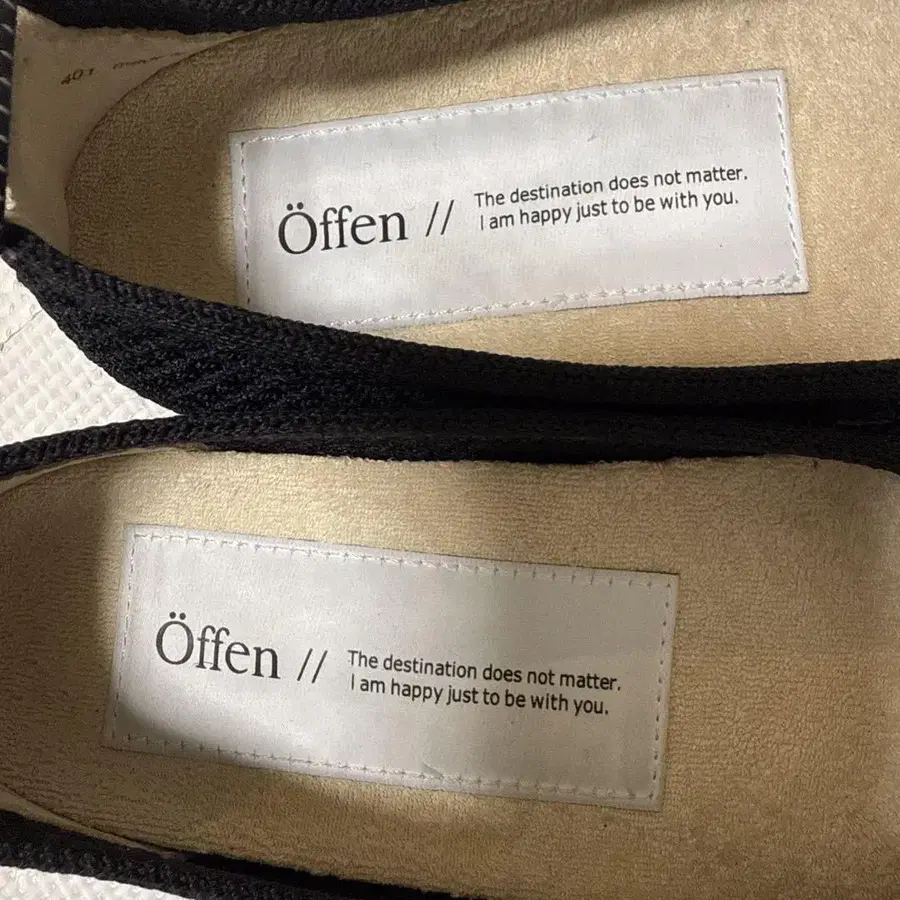 401
Öffen //
The destination does not matter.
I am happy just to be with you.
Öffen //
The destination does not matter.
I am happy just to be with you.